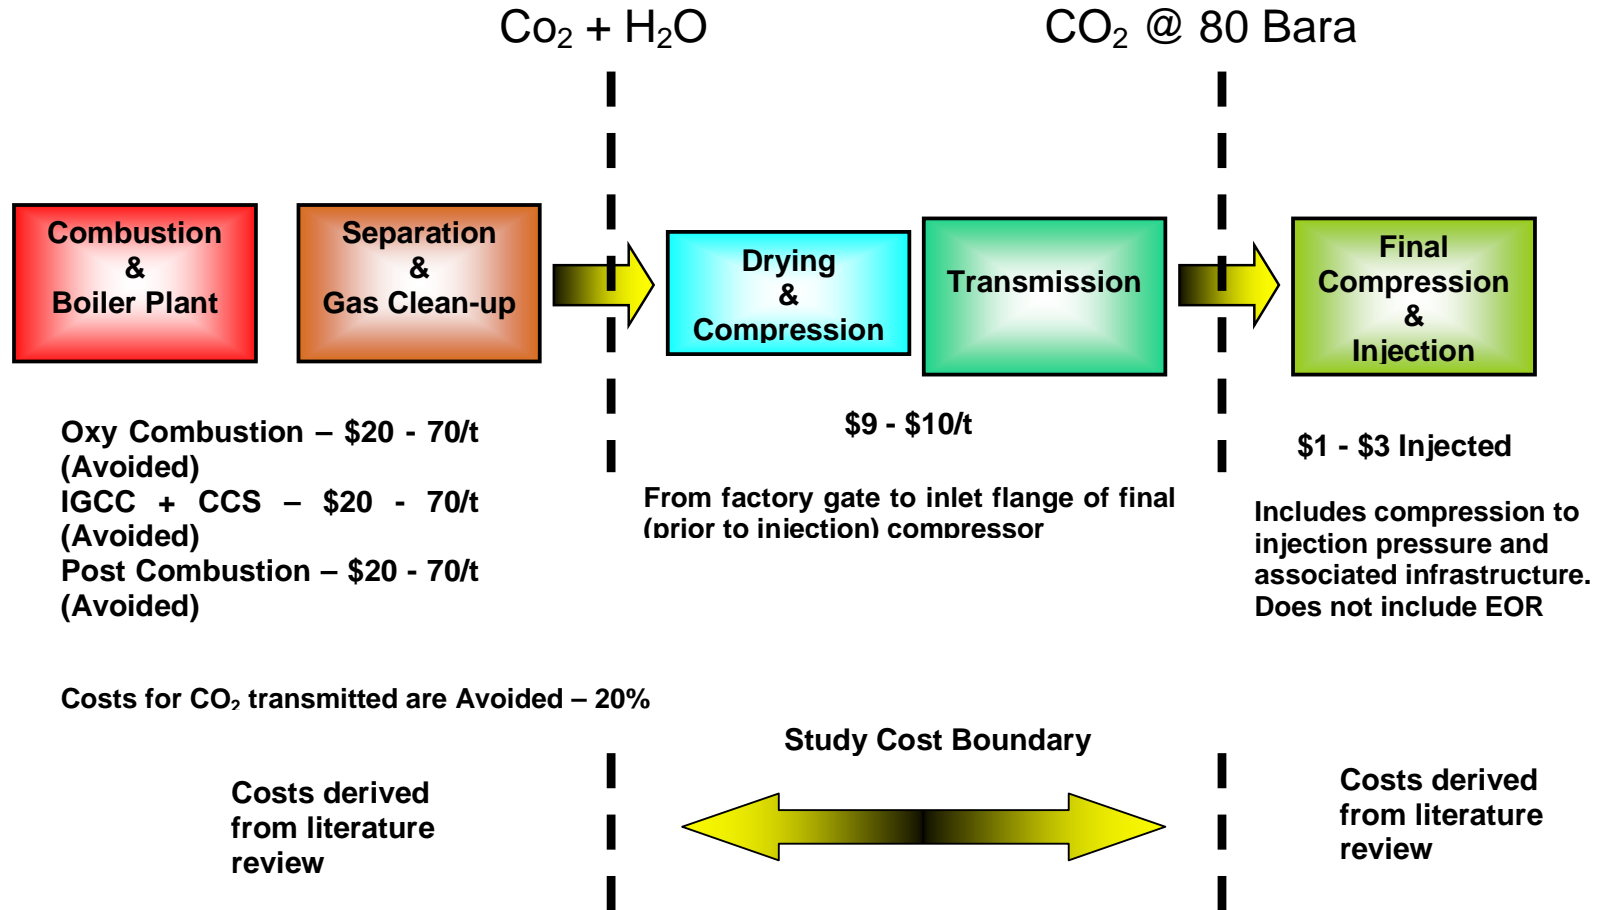 Co₂ + H₂O
CO₂ @ 80 Bara
Combustion
&
Boiler Plant
Separation
&
Gas Clean-up
Drying
&
Compression
Transmission
Final
Compression
&
Injection
Oxy Combustion – $20 - 70/t
(Avoided)
IGCC + CCS – $20 - 70/t
(Avoided)
Post Combustion – $20 - 70/t
(Avoided)
$9 - $10/t
From factory gate to inlet flange of final
(prior to injection) compressor
$1 - $3 Injected
Includes compression to
injection pressure and
associated infrastructure.
Does not include EOR
Costs for CO₂ transmitted are Avoided – 20%
Study Cost Boundary
Costs derived
from literature
review
Costs derived
from literature
review